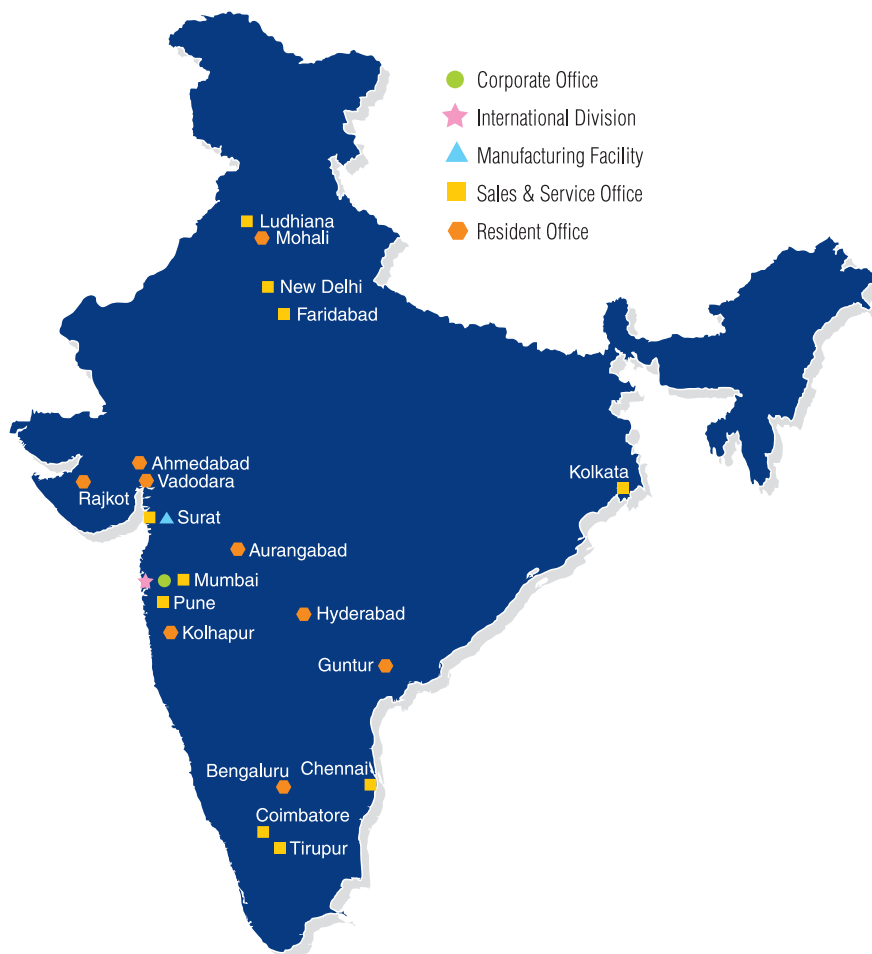 Corporate Office
International Division
Manufacturing Facility
Sales & Service Office
Resident Office
Ludhiana
Mohali
New Delhi
Faridabad
Ahmedabad
Vadodara
Rajkot
Kolkata
Surat
Aurangabad
Mumbai
Pune
Hyderabad
Kolhapur
Guntur
Bengaluru
Chennai
Coimbatore
Tirupur